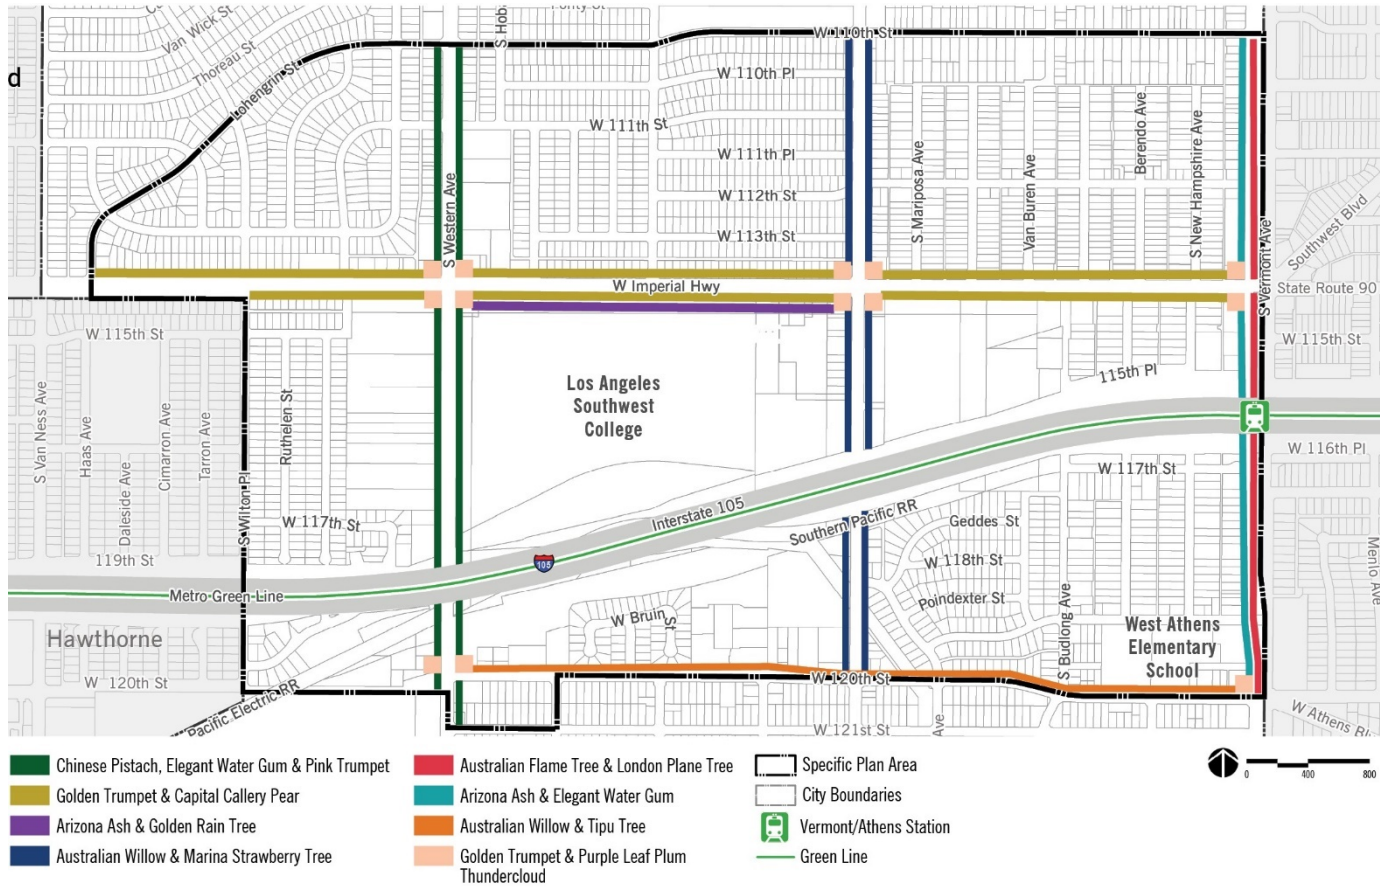 Van Wick St
Thoreau St
Lohengrin St
S Hob
Ponty St
W 110th St
d
W 110th Pl
W 111th St
W 111th Pl
W 112th St
W 113th St
S Western Ave
S Mariposa Ave
Van Buren Ave
Berendo Ave
S New Hampshire Ave
S Vermont Ave
Southwest Blvd
W Imperial Hwy
State Route 90
W 115th St
W 115th St
115th Pl
Los Angeles
Southwest
College
S Van Ness Ave
Haas Ave
Daleside Ave
Cimarron Ave
Tarron Ave
Ruthelen St
S Wilton Pl
W 116th Pl
W 117th St
W 117th St
Interstate 105
Southern Pacific RR
Geddes St
119th St
105
W 118th St
Metro Green Line
Poindexter St
Menlo Ave
W Bruin St
S Budlong Ave
West Athens
Elementary
School
Hawthorne
W 120th St
W 120th St
Pacific Electric RR
W 121st St
Ave
W Athens
Chinese Pistach, Elegant Water Gum & Pink Trumpet
Golden Trumpet & Capital Callery Pear
Arizona Ash & Golden Rain Tree
Australian Willow & Marina Strawberry Tree
Australian Flame Tree & London Plane Tree
Arizona Ash & Elegant Water Gum
Australian Willow & Tipu Tree
Golden Trumpet & Purple Leaf Plum
Thundercloud
Specific Plan Area
City Boundaries
Vermont/Athens Station
Green Line
0 400 800